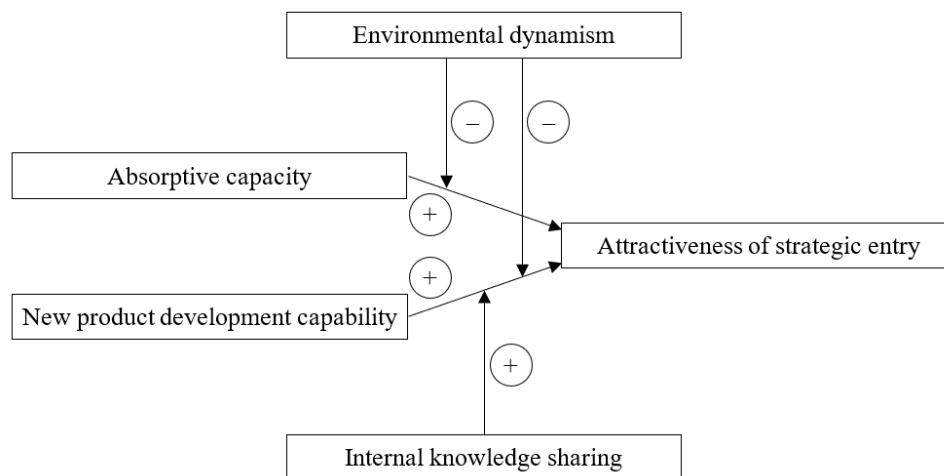 Environmental dynamism
– –
Absorptive capacity
+
Attractiveness of strategic entry
+
New product development capability
+
Internal knowledge sharing